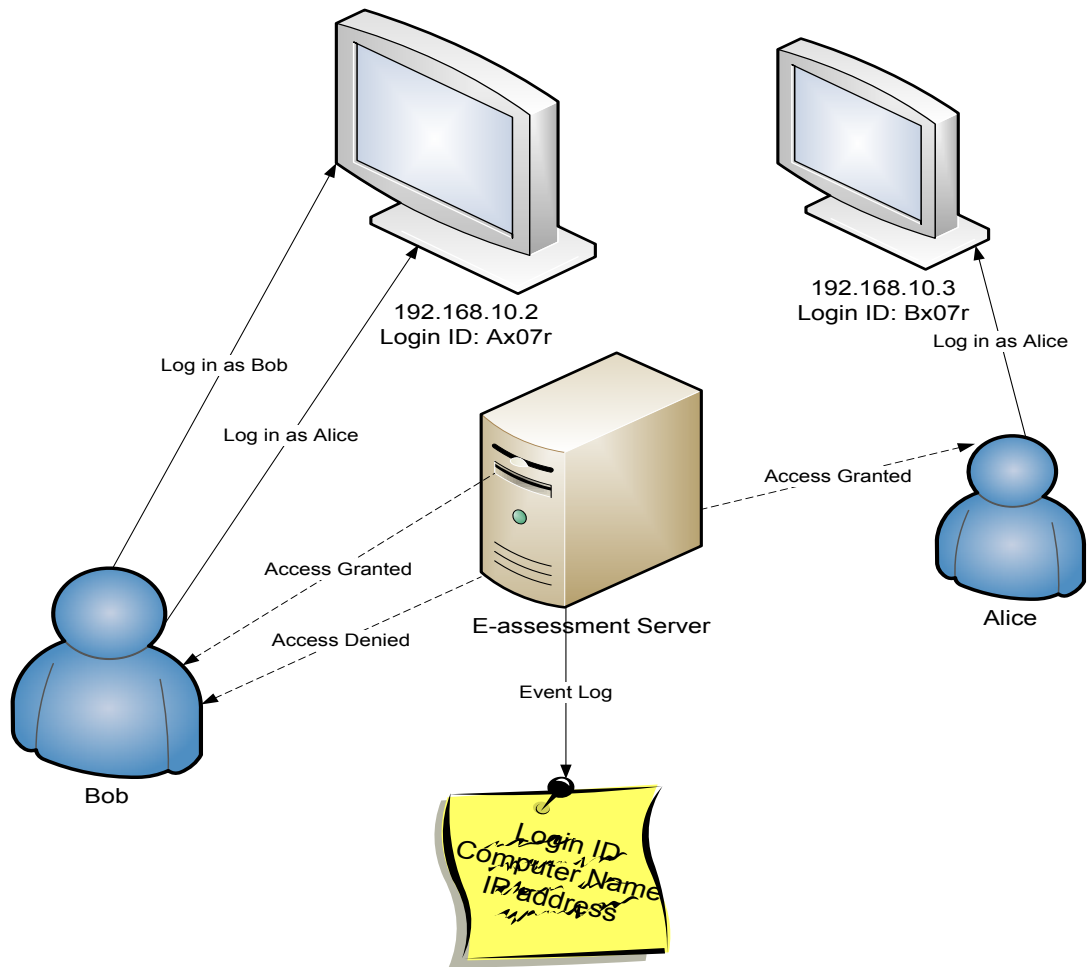 192.168.10.2
Login ID: Ax07r
192.168.10.3
Login ID: Bx07r
Log in as Bob
Log in as Alice
Log in as Alice
Access Granted
Access Granted
Access Denied
E-assessment Server
Alice
Event Log
Bob
Login ID
Computer Name
IP address